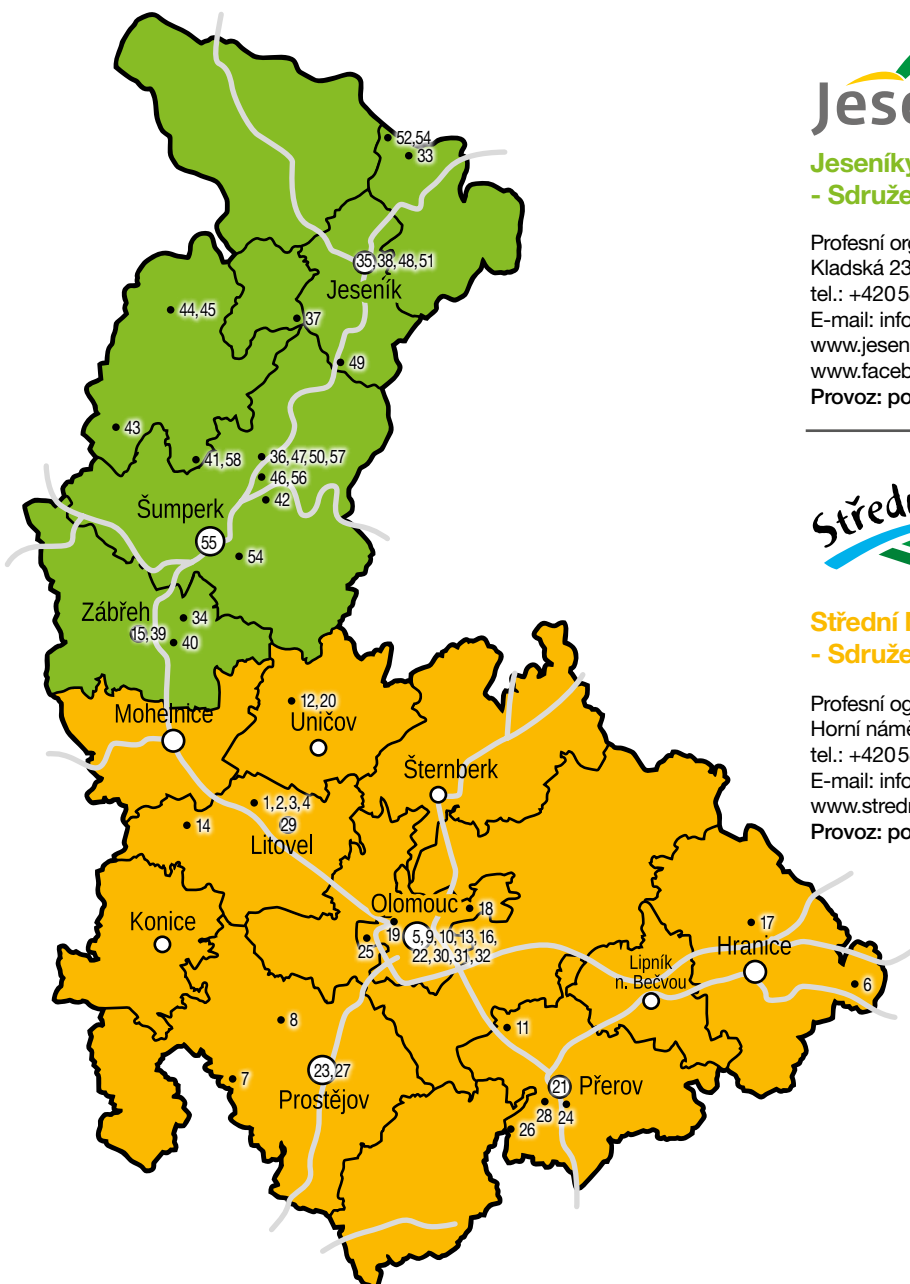 52,54
33
35,38,48,51
Jeseník
44,45
37
49
43
41,58
36,47,50,57
46,56
42
Šumperk
55
54
Zábřeh
34
15,39
40
Mohelnice
12,20
Uničov
Šternberk
1,2,3,4
14
29
Litovel
Olomouc
18
Konice
19
5,9,10,13,16,
22,30,31,32
25
17
Hranice
Lipník
n. Bečvou
6
8
11
7
23,27
Prostějov
21
Přerov
28
24
26
Jeseníky
- Sdruže
Profesní org
Kladská 23
tel.: +4205
E-mail: info
www.jesen
www.faceb
Provoz: po
Středn
Střední
- Sdruže
Profesní og
Horní námě
tel.: +4205
E-mail: info
www.stredn
Provoz: po